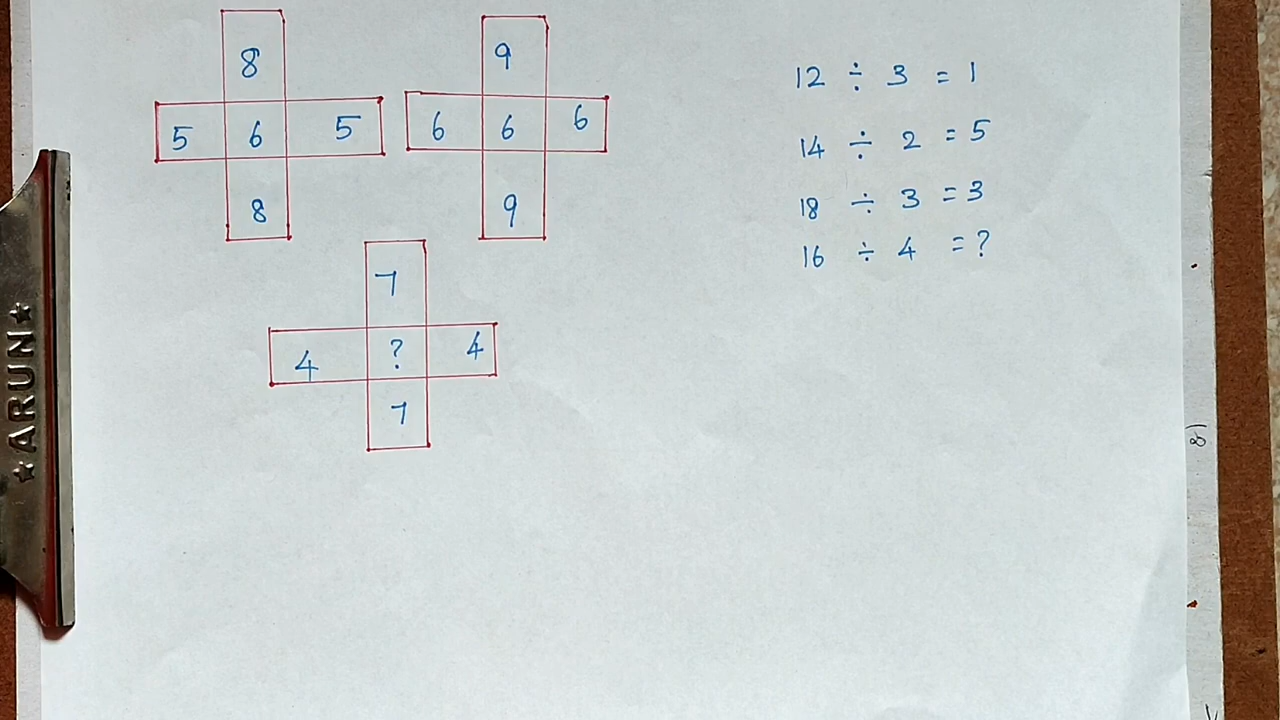 8
5 6 5
8
9
6 6 6
9
7
4 ? 4
7
12 ÷ 3 = 1
14 ÷ 2 = 5
18 ÷ 3 = 3
16 ÷ 4 = ?
★ARUN★
8)